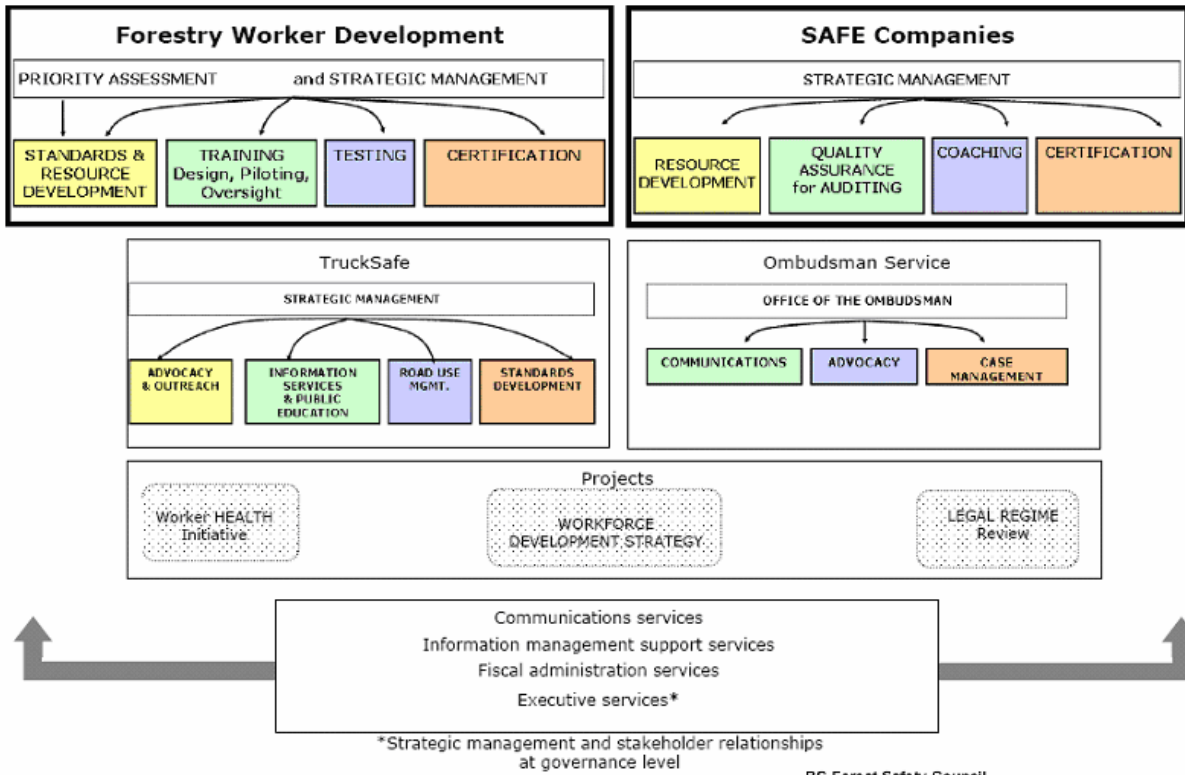 Forestry Worker Development
PRIORITY ASSESSMENT and STRATEGIC MANAGEMENT
STANDARDS &
RESOURCE
DEVELOPMENT
TRAINING
Design, Piloting,
Oversight
TESTING
CERTIFICATION
SAFE Companies
STRATEGIC MANAGEMENT
RESOURCE
DEVELOPMENT
QUALITY
ASSURANCE
for AUDITING
COACHING
CERTIFICATION
TruckSafe
STRATEGIC MANAGEMENT
ADVOCACY
& OUTREACH
INFORMATION
SERVICES
& PUBLIC
EDUCATION
ROAD USE
MGMT.
STANDARDS
DEVELOPMENT
Ombudsman Service
OFFICE OF THE OMBUDSMAN
COMMUNICATIONS
ADVOCACY
CASE
MANAGEMENT
Projects
Worker HEALTH
Initiative
WORKFORCE
DEVELOPMENT STRATEGY
LEGAL REGIME
Review
Communications services
Information management support services
Fiscal administration services
Executive services*
*Strategic management and stakeholder relationships
at governance level
BC Forest Safety Council